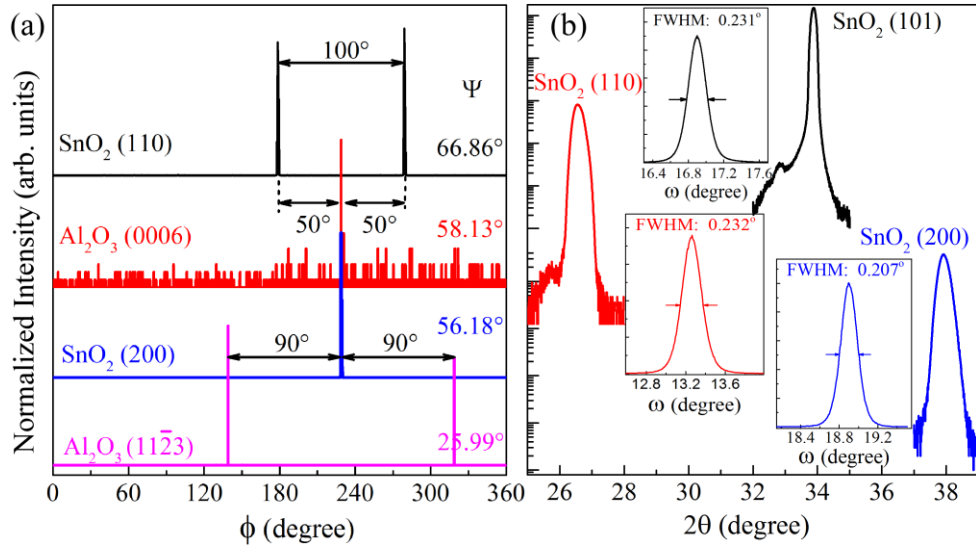 (a)
100°
Ψ
SnO₂ (110)
66.86°
50°
50°
Al₂O₃ (0006)
58.13°
56.18°
SnO₂ (200)
90°
90°
Al₂O₃ (112̅3)
25.99°
0
60
120
180
240
300
360
ϕ (degree)
Normalized Intensity (arb. units)
(b)
FWHM: 0.231°
SnO₂ (101)
SnO₂ (110)
16.4
16.8
17.2
17.6
ω (degree)
FWHM: 0.232°
SnO₂ (200)
FWHM: 0.207°
12.8
13.2
13.6
ω (degree)
18.4
18.8
19.2
ω (degree)
26
28
30
32
34
36
38
2θ (degree)